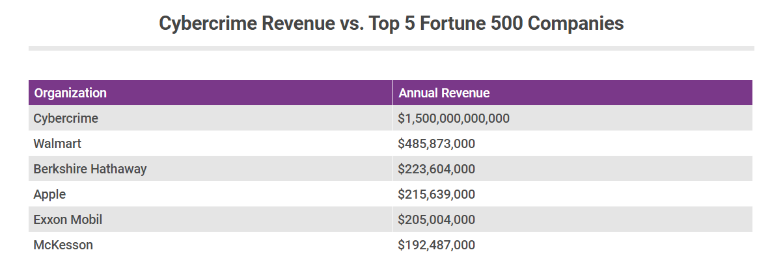 Cybercrime Revenue vs. Top 5 Fortune 500 Companies
Organization Annual Revenue
Cybercrime $1,500,000,000,000
Walmart $485,873,000
Berkshire Hathaway $223,604,000
Apple $215,639,000
Exxon Mobil $205,004,000
McKesson $192,487,000